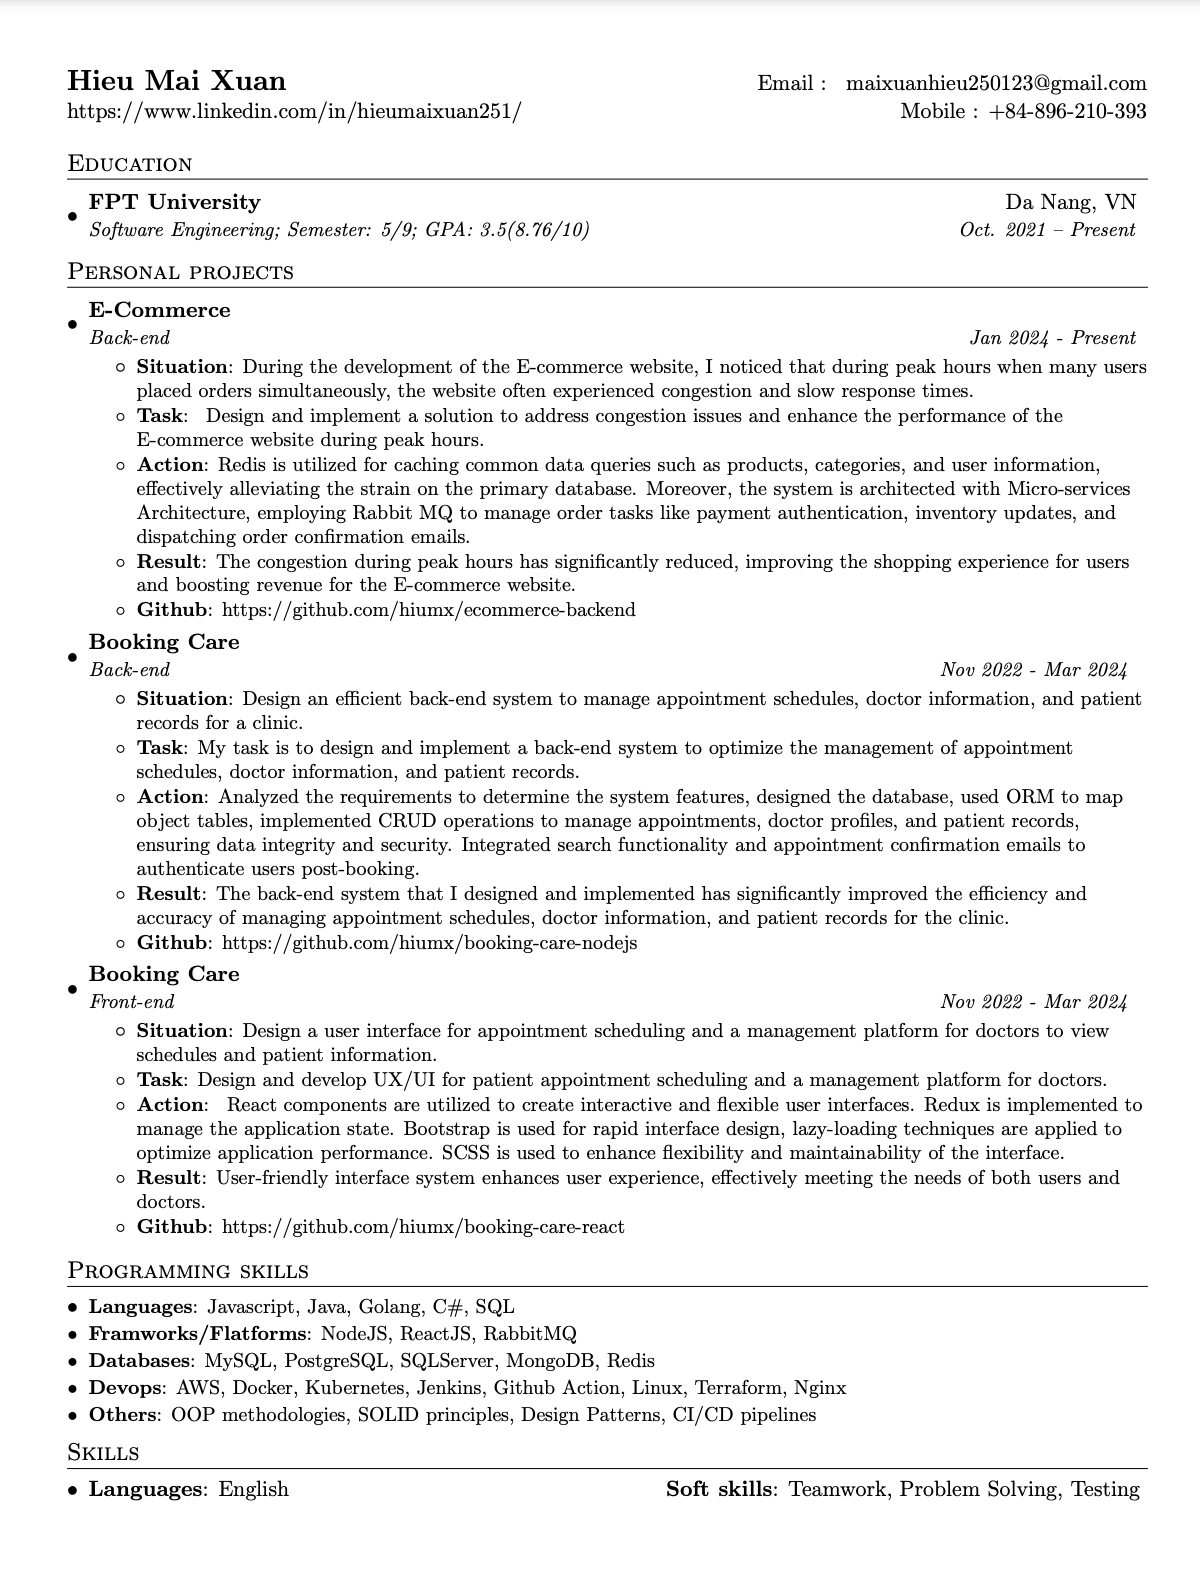 Hieu Mai Xuan
Email : maixuanhieu250123@gmail.com
https://www.linkedin.com/in/hieumaixuan251/
Mobile : +84-896-210-393
Education
FPT University
Da Nang, VN
Software Engineering; Semester: 5/9; GPA: 3.5(8.76/10)
Oct. 2021 – Present
Personal projects
E-Commerce
Back-end
Jan 2024 - Present
Situation: During the development of the E-commerce website, I noticed that during peak hours when many users
placed orders simultaneously, the website often experienced congestion and slow response times.
Task: Design and implement a solution to address congestion issues and enhance the performance of the
E-commerce website during peak hours.
Action: Redis is utilized for caching common data queries such as products, categories, and user information,
effectively alleviating the strain on the primary database. Moreover, the system is architected with Micro-services
Architecture, employing Rabbit MQ to manage order tasks like payment authentication, inventory updates, and
dispatching order confirmation emails.
Result: The congestion during peak hours has significantly reduced, improving the shopping experience for users
and boosting revenue for the E-commerce website.
Github: https://github.com/hiumx/ecommerce-backend
Booking Care
Back-end
Nov 2022 - Mar 2024
Situation: Design an efficient back-end system to manage appointment schedules, doctor information, and patient
records for a clinic.
Task: My task is to design and implement a back-end system to optimize the management of appointment
schedules, doctor information, and patient records.
Action: Analyzed the requirements to determine the system features, designed the database, used ORM to map
object tables, implemented CRUD operations to manage appointments, doctor profiles, and patient records,
ensuring data integrity and security. Integrated search functionality and appointment confirmation emails to
authenticate users post-booking.
Result: The back-end system that I designed and implemented has significantly improved the efficiency and
accuracy of managing appointment schedules, doctor information, and patient records for the clinic.
Github: https://github.com/hiumx/booking-care-nodejs
Booking Care
Front-end
Nov 2022 - Mar 2024
Situation: Design a user interface for appointment scheduling and a management platform for doctors to view
schedules and patient information.
Task: Design and develop UX/UI for patient appointment scheduling and a management platform for doctors.
Action: React components are utilized to create interactive and flexible user interfaces. Redux is implemented to
manage the application state. Bootstrap is used for rapid interface design, lazy-loading techniques are applied to
optimize application performance. SCSS is used to enhance flexibility and maintainability of the interface.
Result: User-friendly interface system enhances user experience, effectively meeting the needs of both users and
doctors.
Github: https://github.com/hiumx/booking-care-react
Programming skills
Languages: Javascript, Java, Golang, C#, SQL
Framworks/Flatforms: NodeJS, ReactJS, RabbitMQ
Databases: MySQL, PostgreSQL, SQLServer, MongoDB, Redis
Devops: AWS, Docker, Kubernetes, Jenkins, Github Action, Linux, Terraform, Nginx
Others: OOP methodologies, SOLID principles, Design Patterns, CI/CD pipelines
Skills
Languages: English
Soft skills: Teamwork, Problem Solving, Testing